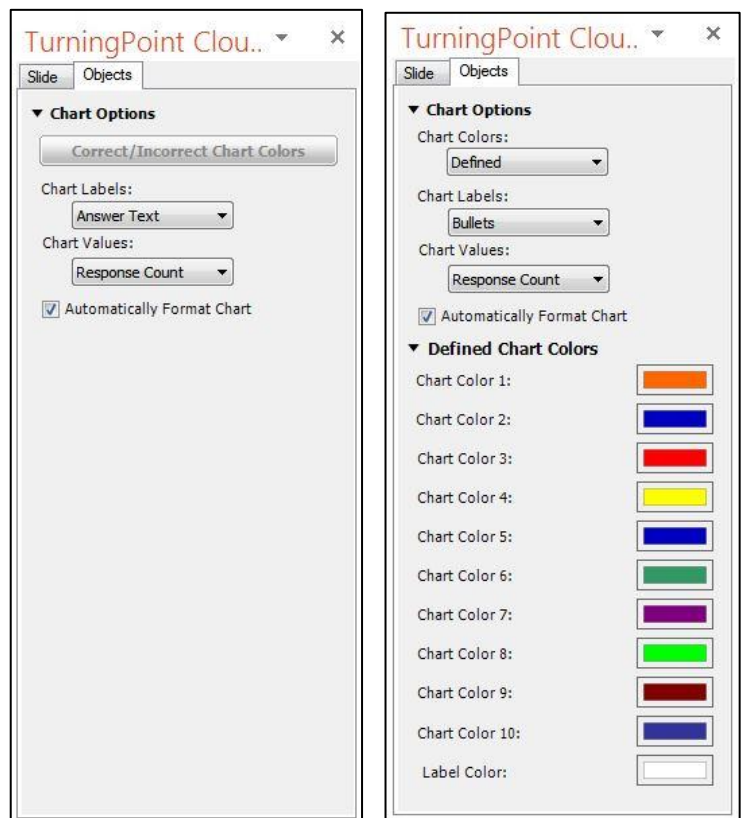 TurningPoint Clou..
Slide Objects
Chart Options
Correct/Incorrect Chart Colors
Chart Labels:
Answer Text
Chart Values:
Response Count
Automatically Format Chart
TurningPoint Clou..
Slide Objects
Chart Options
Chart Colors:
Defined
Chart Labels:
Bullets
Chart Values:
Response Count
Automatically Format Chart
Defined Chart Colors
Chart Color 1:
Chart Color 2:
Chart Color 3:
Chart Color 4:
Chart Color 5:
Chart Color 6:
Chart Color 7:
Chart Color 8:
Chart Color 9:
Chart Color 10:
Label Color: